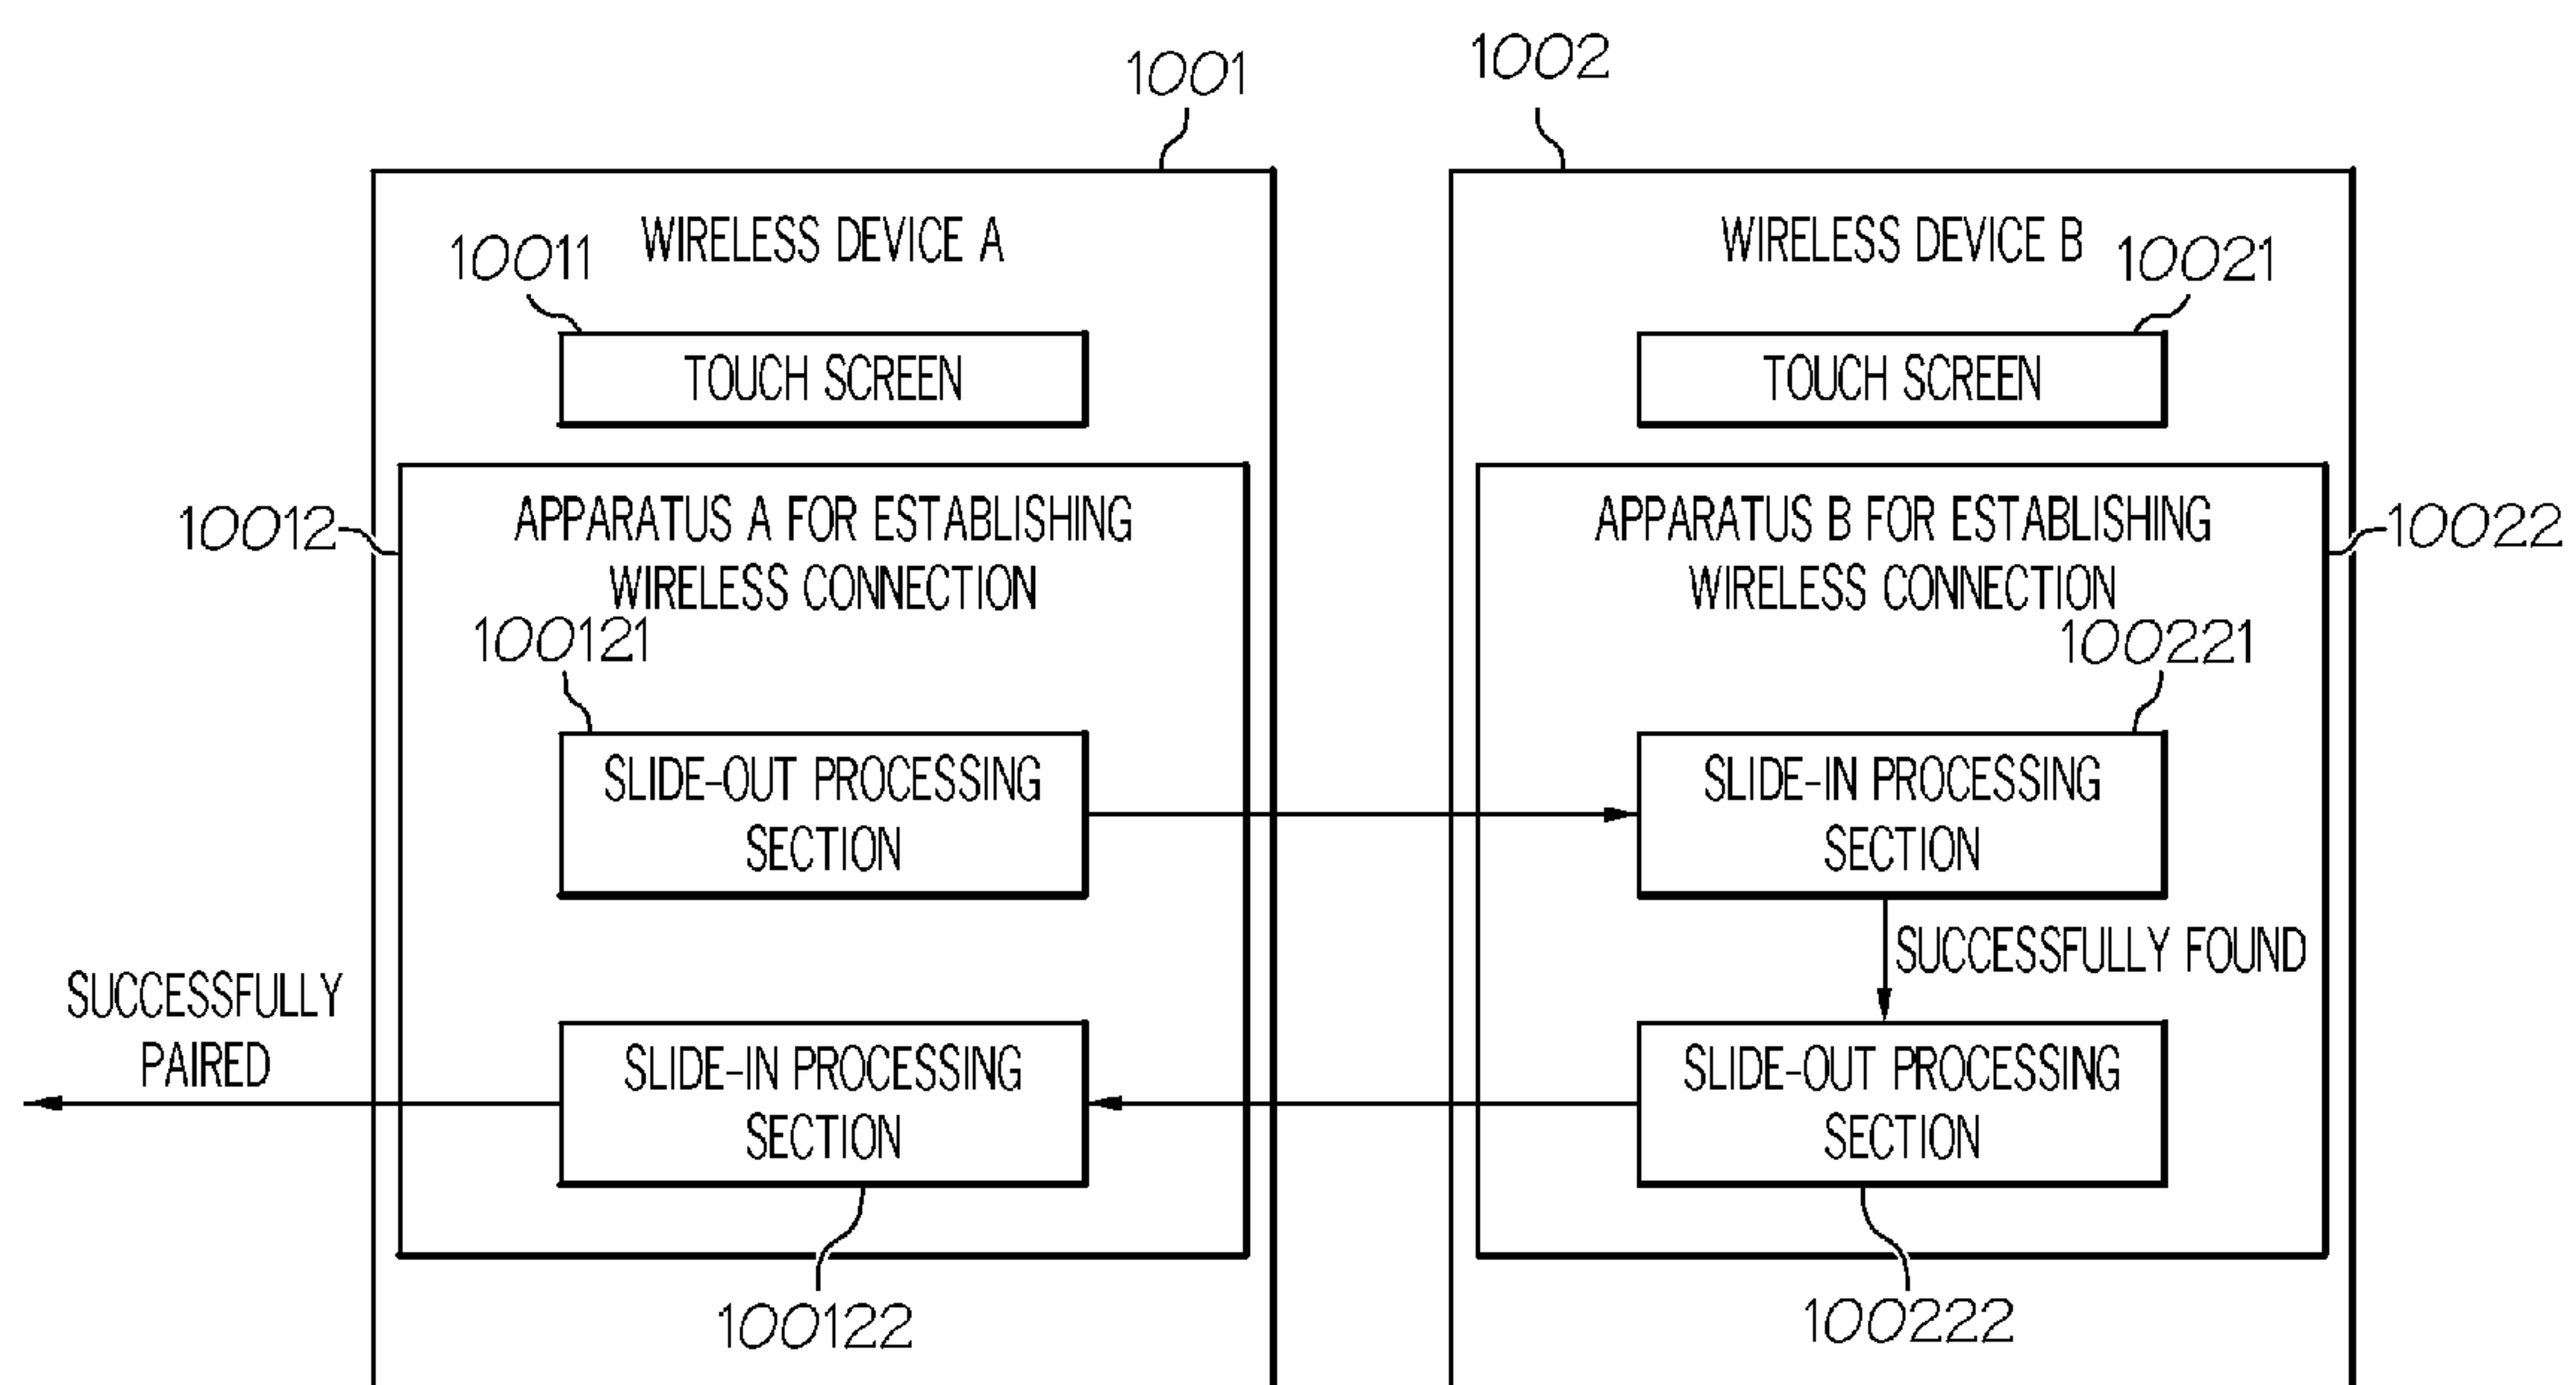 1001
1002
WIRELESS DEVICE A
10011
TOUCH SCREEN
WIRELESS DEVICE B
10021
TOUCH SCREEN
10012
APPARATUS A FOR ESTABLISHING
WIRELESS CONNECTION
100121
SLIDE-OUT PROCESSING
SECTION
APPARATUS B FOR ESTABLISHING
WIRELESS CONNECTION
10022
100221
SLIDE-IN PROCESSING
SECTION
SUCCESSFULLY FOUND
SUCCESSFULLY
PAIRED
SLIDE-IN PROCESSING
SECTION
SLIDE-OUT PROCESSING
SECTION
100122
100222